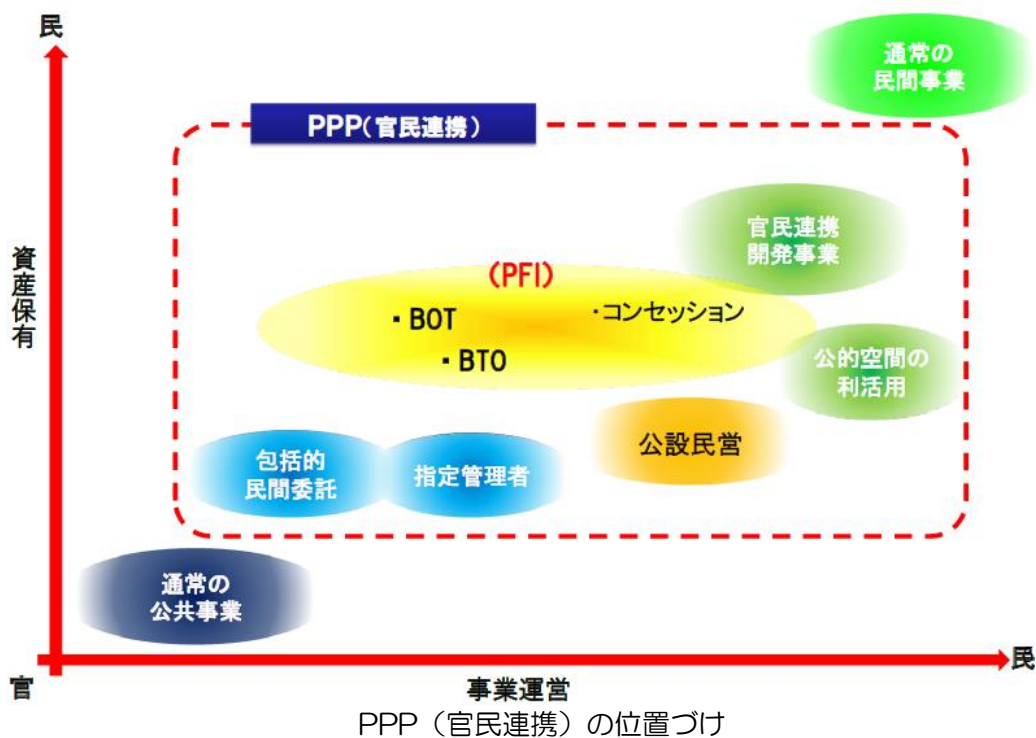 民
通常の
民間事業
PPP(官民連携)
官民連携
開発事業
資産保有
(PFI)
・BOT
・コンセッション
・BTO
公的空間の
利活用
公設民営
包括的
民間委託
指定管理者
通常の
公共事業
官
事業運営
民
PPP（官民連携）の位置づけ